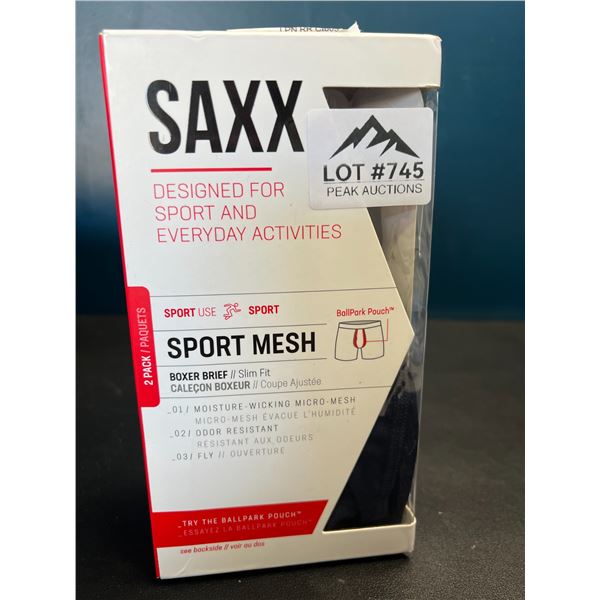 SAXX
LOT #745
PEAK AUCTIONS
DESIGNED FOR
SPORT AND
EVERYDAY ACTIVITIES
2 PACK / PAQUETS
SPORT USE SPORT
BallPark Pouch™
SPORT MESH
BOXER BRIEF // Slim Fit
CALEÇON BOXEUR // Coupe Ajustée
_01/ MOISTURE-WICKING MICRO-MESH
MICRO-MESH ÉVACUE L'HUMIDITÉ
_02/ ODOR RESISTANT
RÉSISTANT AUX ODEURS
_03/ FLY // OUVERTURE
_TRY THE BALLPARK POUCH™
_ESSAYEZ LA BALLPARK POUCH™
see backside // voir au dos